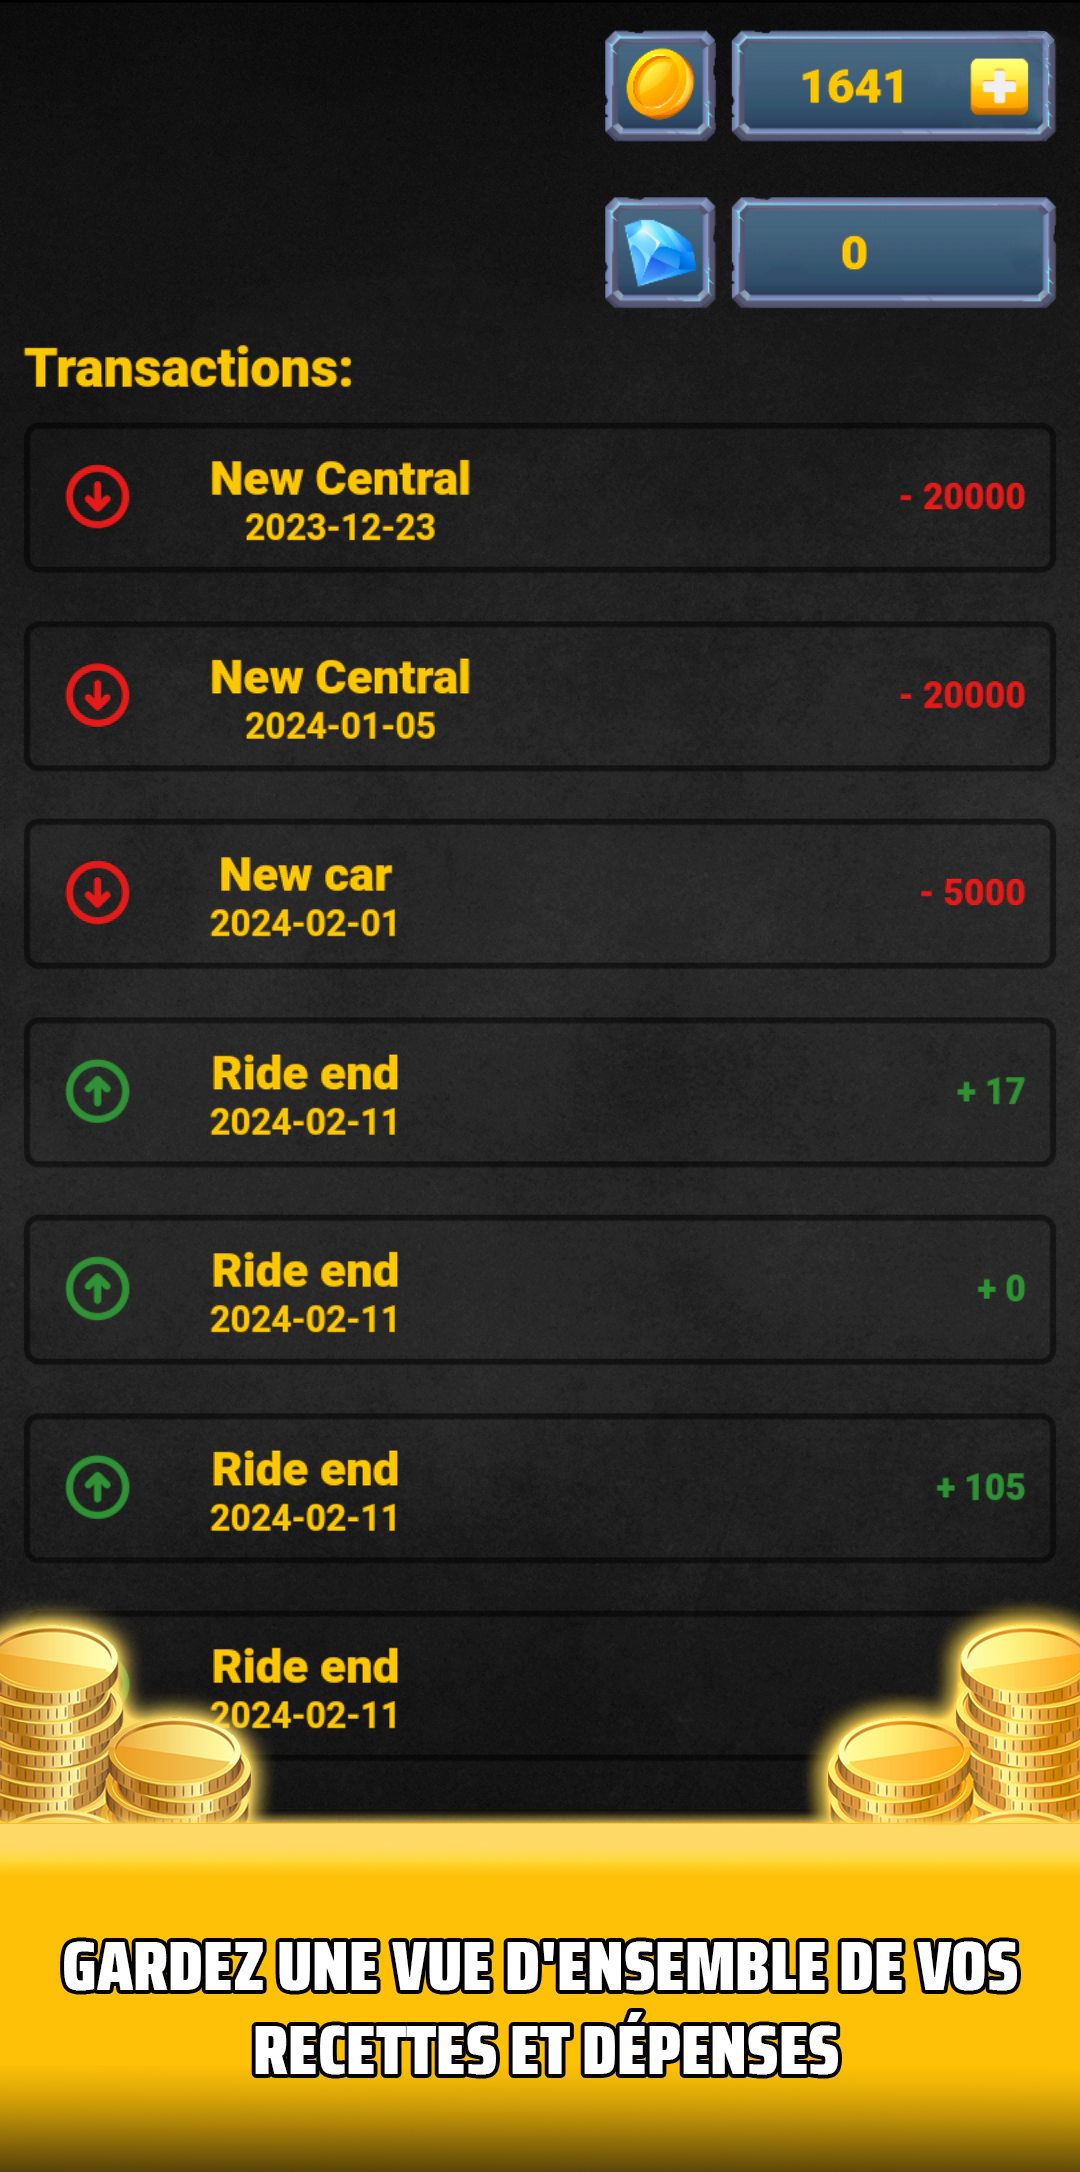 1641
0
Transactions:
New Central
2023-12-23
- 20000
New Central
2024-01-05
- 20000
New car
2024-02-01
- 5000
Ride end
2024-02-11
+ 17
Ride end
2024-02-11
+ 0
Ride end
2024-02-11
+ 105
Ride end
2024-02-11
GARDEZ UNE VUE D'ENSEMBLE DE VOS
RECETTES ET DÉPENSES